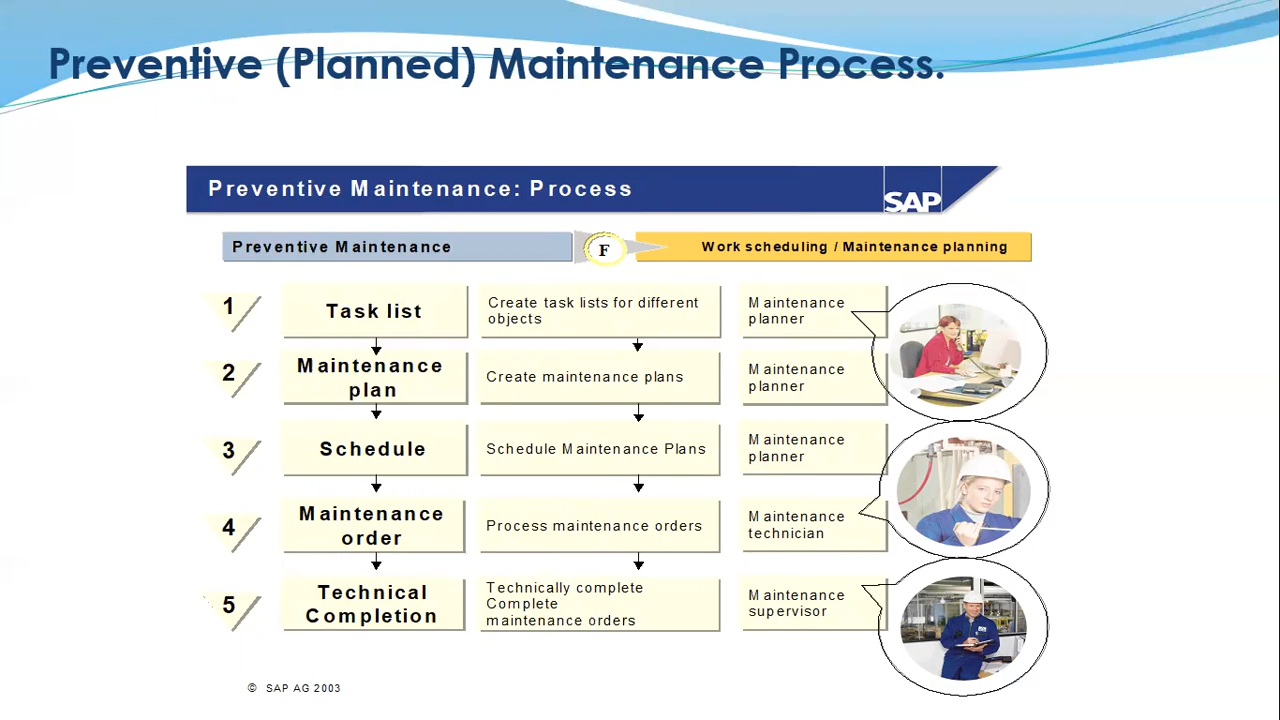 Preventive (Planned) Maintenance Process.
Preventive Maintenance: Process
SAP
Preventive Maintenance
F
Work scheduling / Maintenance planning
1
Task list
Create task lists for different
objects
Maintenance
planner
2
Maintenance
plan
Create maintenance plans
Maintenance
planner
3
Schedule
Schedule Maintenance Plans
Maintenance
planner
4
Maintenance
order
Process maintenance orders
Maintenance
technician
5
Technical
Completion
Technically complete
Complete
maintenance orders
Maintenance
supervisor
© SAP AG 2003